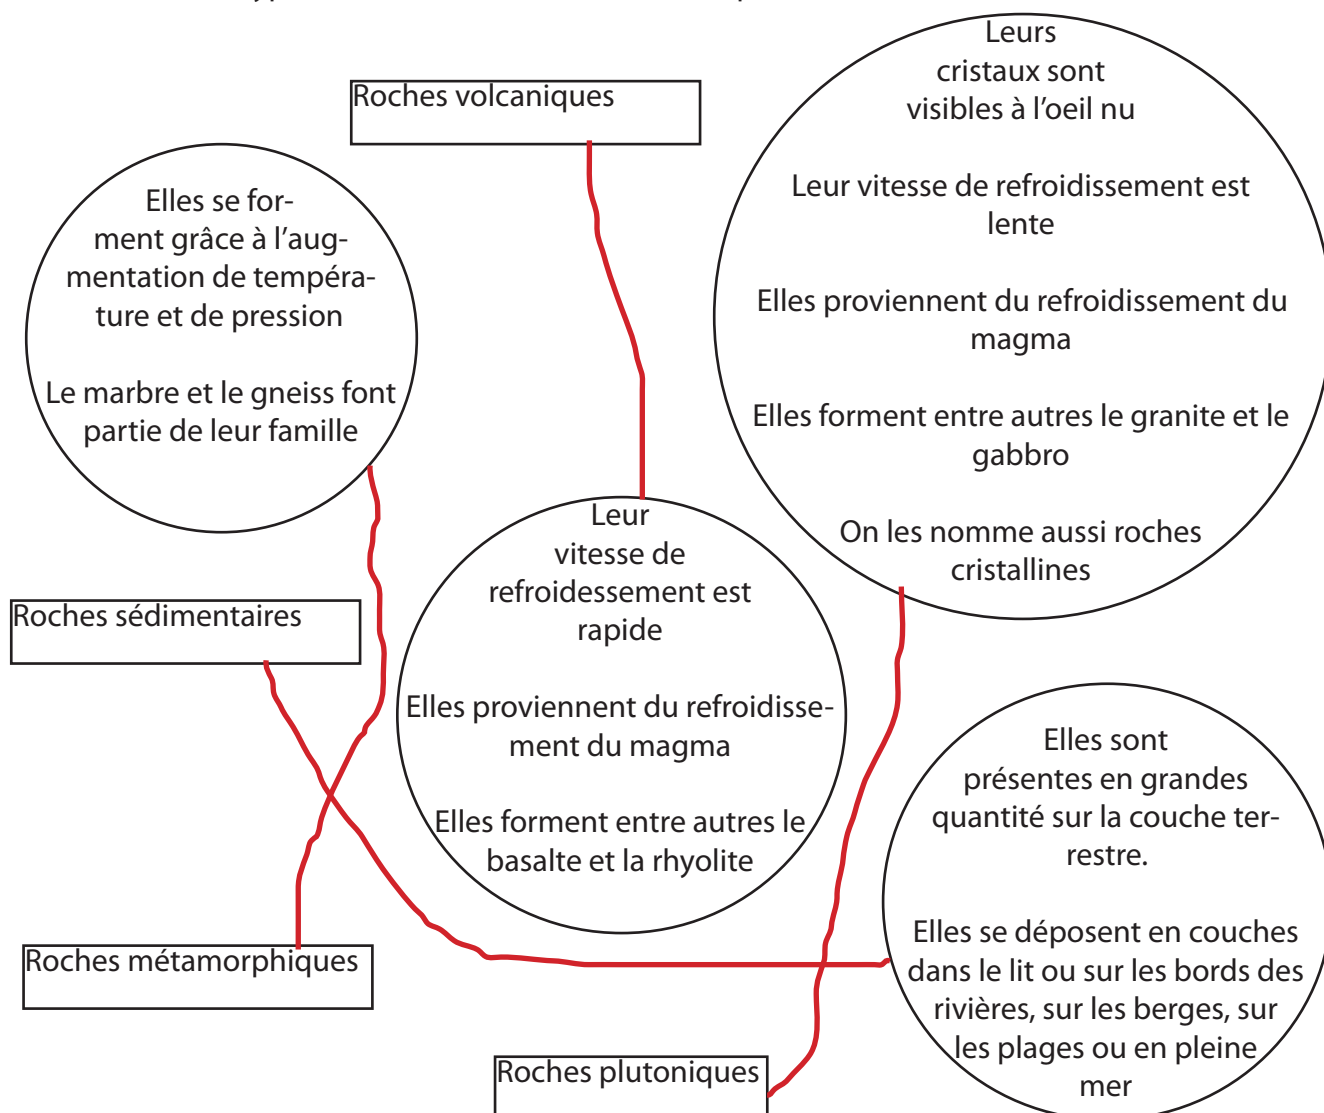 Leurs
cristaux sont
visibles à l'oeil nu
Leur vitesse de refroidissement est
lente
Elles proviennent du refroidissement du
magma
Elles forment entre autres le granite et le
gabbro
On les nomme aussi roches
cristallines
Roches volcaniques
Elles se for-
ment grâce à l'aug-
mentation de tempéra-
ture et de pression
Le marbre et le gneiss font
partie de leur famille
Leur
vitesse de
refroidessement est
rapide
Elles proviennent du refroidisse-
ment du magma
Elles forment entre autres le
basalte et la rhyolite
Roches sédimentaires
Elles sont
présentes en grandes
quantité sur la couche ter-
restre.
Elles se déposent en couches
dans le lit ou sur les bords des
rivières, sur les berges, sur
les plages ou en pleine
mer
Roches métamorphiques
Roches plutoniques